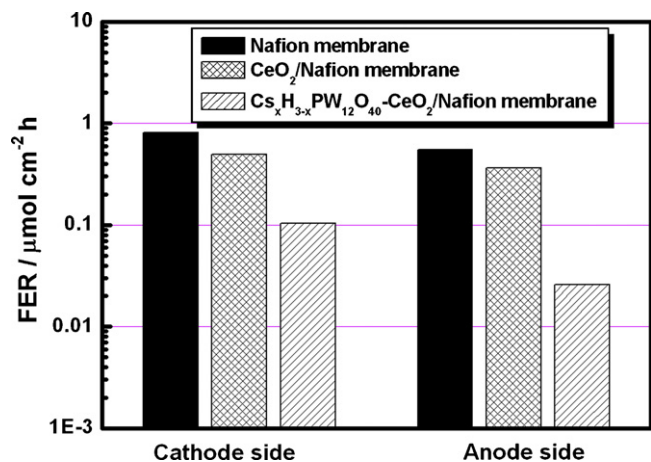 10
1
0.1
0.01
1E-3
FER / μmol cm⁻² h
Nafion membrane
CeO₂/Nafion membrane
CsₓH₃₋ₓPW₁₂O₄₀-CeO₂/Nafion membrane
Cathode side
Anode side